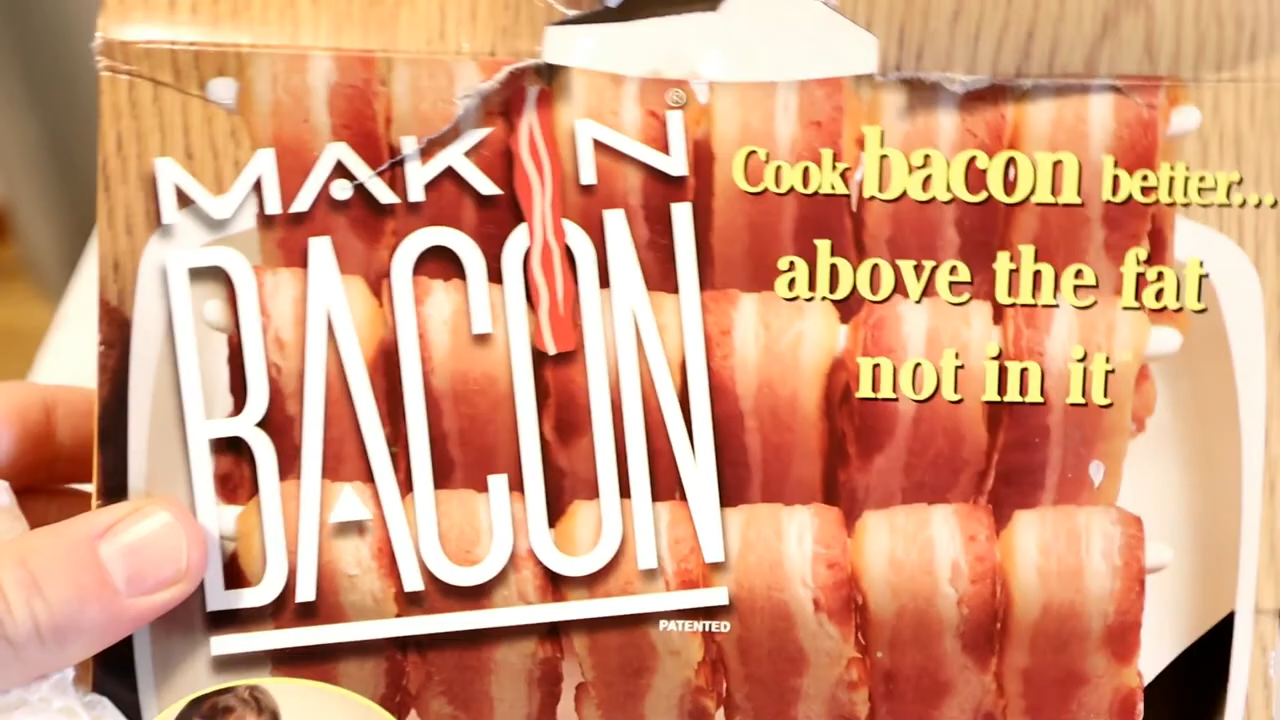 MAKIN®
BACON
PATENTED
Cook bacon better...
above the fat
not in it